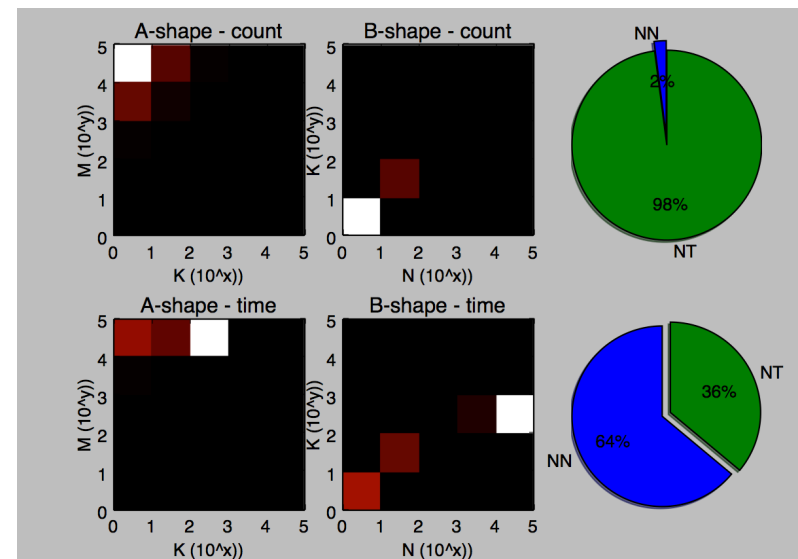 A-shape - count
5
4
3
2
1
0
M (10^y))
0 1 2 3 4 5
K (10^x))
B-shape - count
5
4
3
2
1
0
K (10^y))
0 1 2 3 4 5
N (10^x))
NN
2%
98%
NT
A-shape - time
5
4
3
2
1
0
M (10^y))
0 1 2 3 4 5
K (10^x))
B-shape - time
5
4
3
2
1
0
K (10^y))
0 1 2 3 4 5
N (10^x))
NT
36%
64%
NN